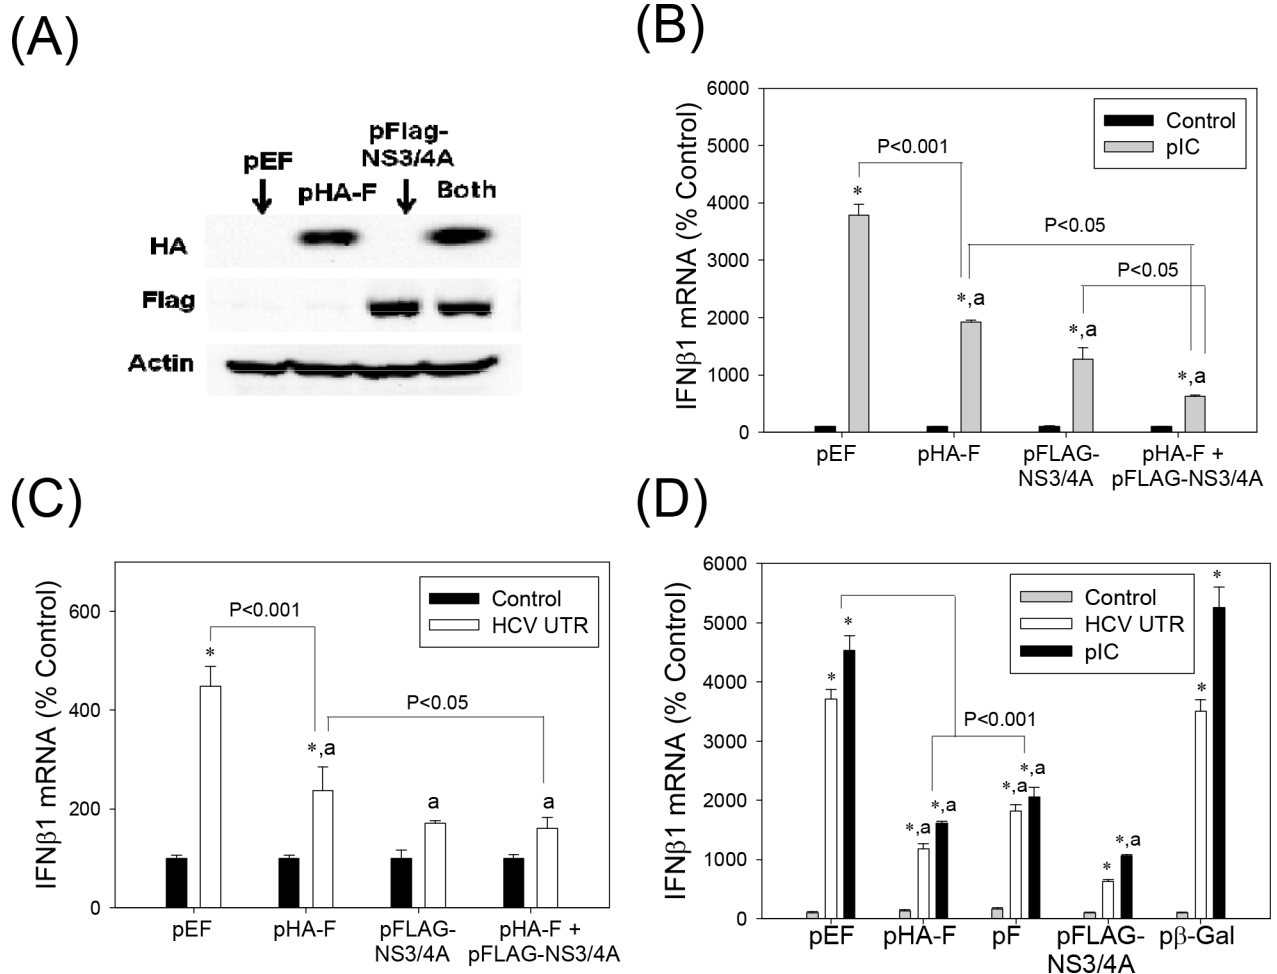 (A)
pFlag-
NS3/4A
pEF
pHA-F
Both
HA
Flag
Actin
(B)
IFNβ1 mRNA (% Control)
6000
5000
4000
3000
2000
1000
0
Control
pIC
P<0.001
P<0.05
P<0.05
*
*,a
*,a
*,a
pEF
pHA-F
pFLAG-
NS3/4A
pHA-F +
pFLAG-NS3/4A
(C)
IFNβ1 mRNA (% Control)
600
400
200
0
Control
HCV UTR
P<0.001
P<0.05
*
*,a
a
a
pEF
pHA-F
pFLAG-
NS3/4A
pHA-F +
pFLAG-NS3/4A
(D)
IFNβ1 mRNA (% Control)
6000
5000
4000
3000
2000
1000
0
Control
HCV UTR
pIC
P<0.001
*
*
*,a
*,a
*,a
*,a
*
*,a
*
*
pEF
pHA-F
pF
pFLAG-
NS3/4A
pβ-Gal